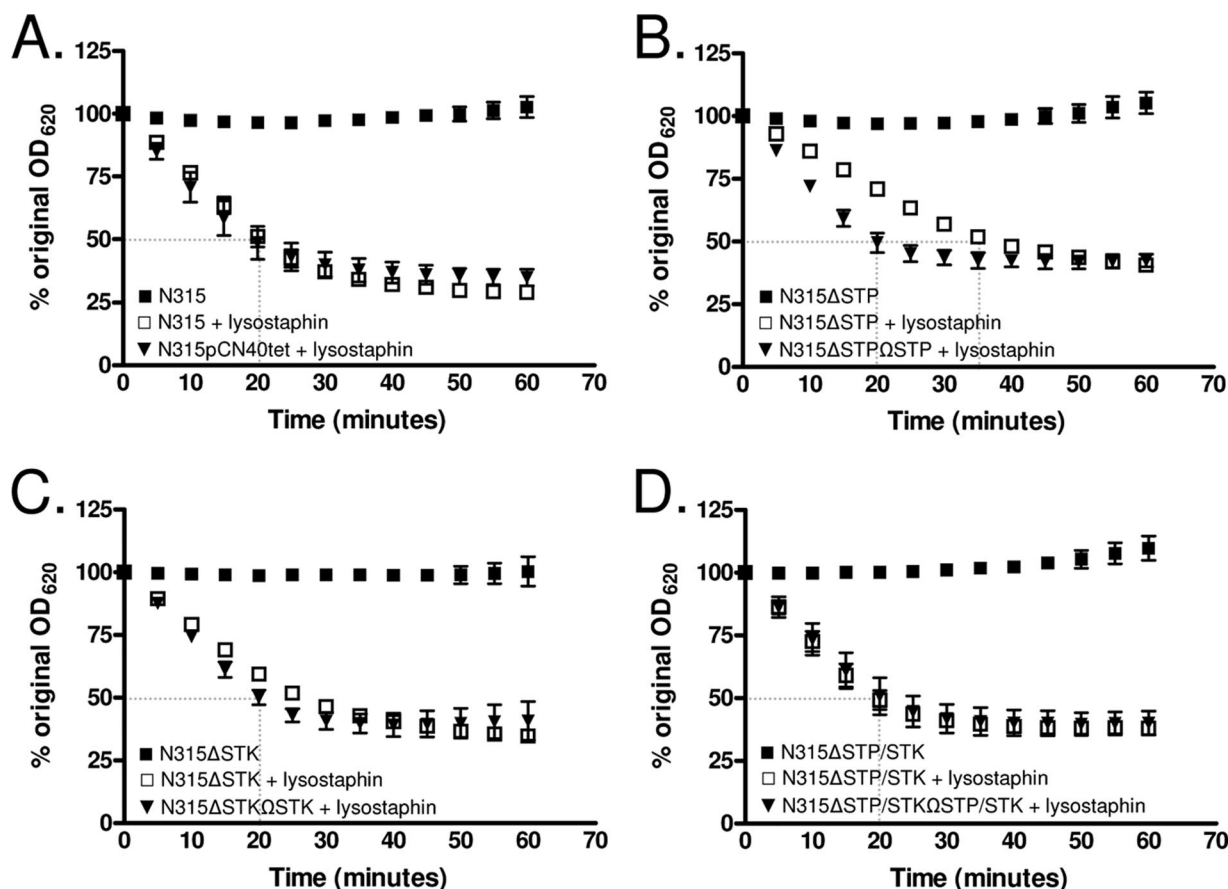 A.
125
100
75
50
25
0
% original OD620
■ N315
□ N315 + lysostaphin
▼ N315pCN40tet + lysostaphin
0 10 20 30 40 50 60 70
Time (minutes)
B.
125
100
75
50
25
0
% original OD620
■ N315ΔSTP
□ N315ΔSTP + lysostaphin
▼ N315ΔSTPΩSTP + lysostaphin
0 10 20 30 40 50 60 70
Time (minutes)
C.
125
100
75
50
25
0
% original OD620
■ N315ΔSTK
□ N315ΔSTK + lysostaphin
▼ N315ΔSTKΩSTK + lysostaphin
0 10 20 30 40 50 60 70
Time (minutes)
D.
125
100
75
50
25
0
% original OD620
■ N315ΔSTP/STK
□ N315ΔSTP/STK + lysostaphin
▼ N315ΔSTP/STKΩSTP/STK + lysostaphin
0 10 20 30 40 50 60 70
Time (minutes)